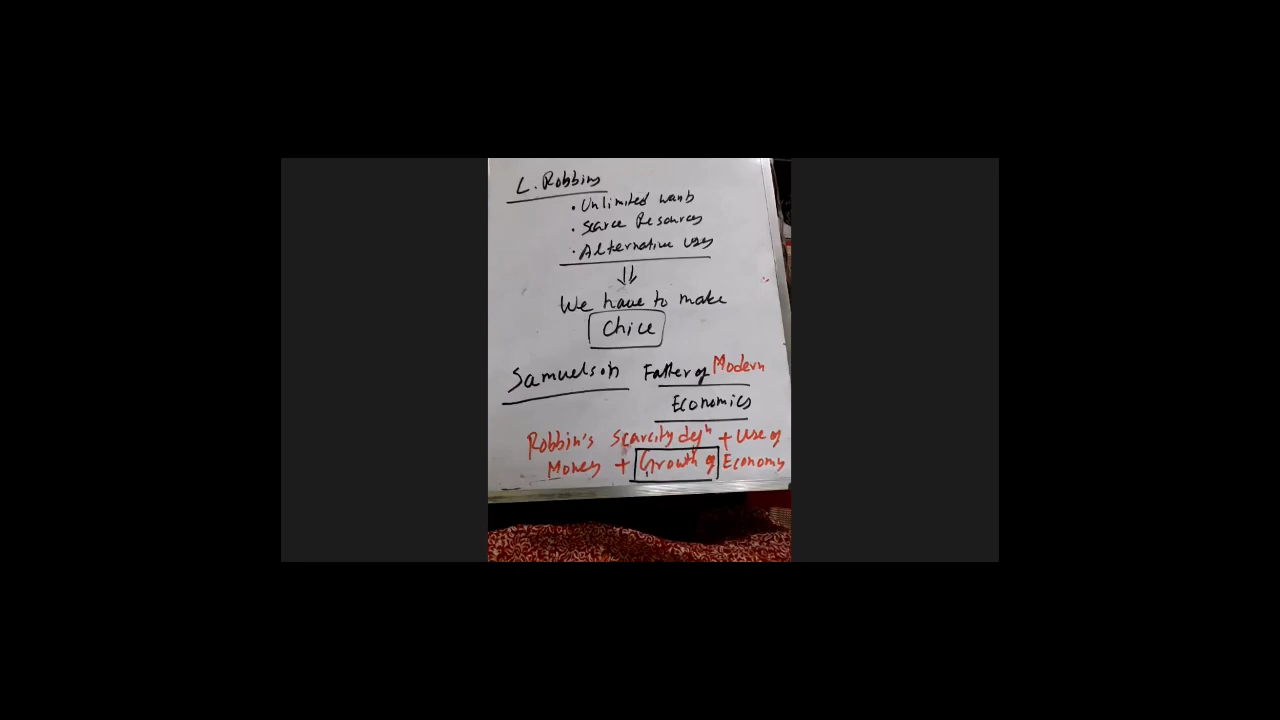 L. Robbins
• Unlimited wants
• Scarce Resources
• Alternative uses
⇓
We have to make
Chice
Samuelson Father of Modern
Economics
Robbin's Scarcity defn + Use of
Money + Growth of Economy